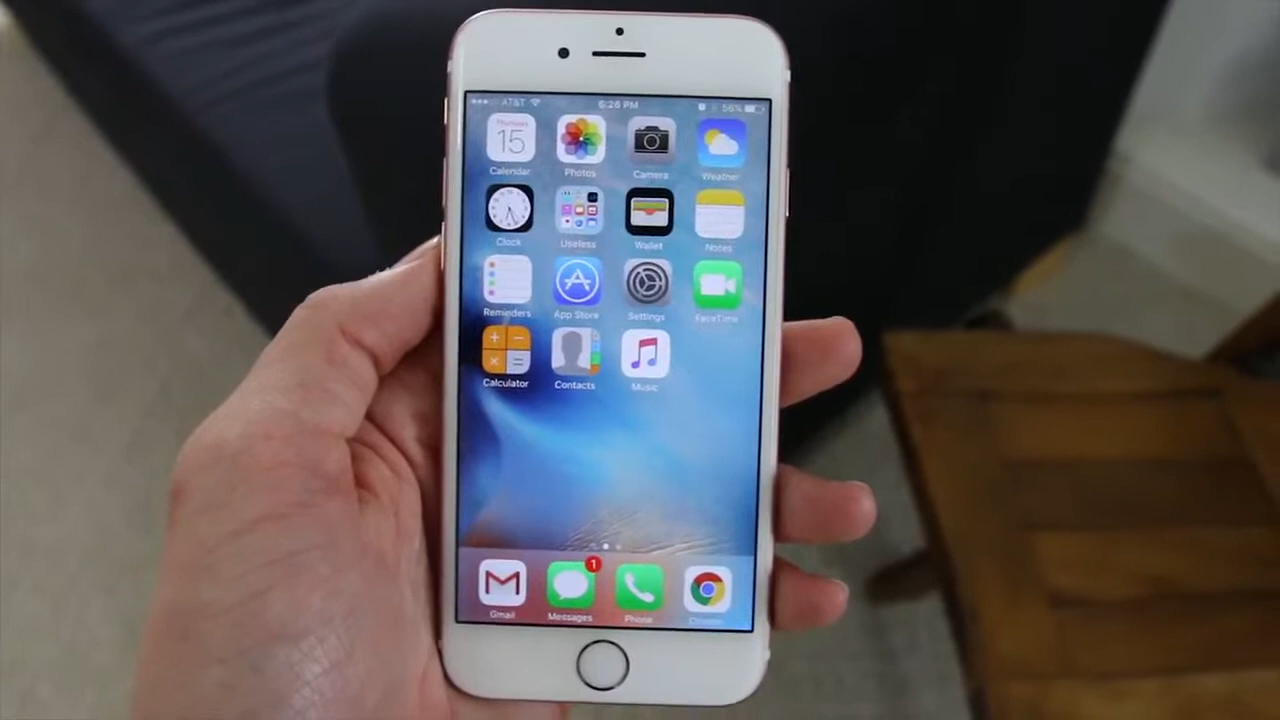 AT&T 6:26 PM 56%
Thursday
15
Calendar Photos Camera Weather
Clock Useless Wallet Notes
Reminders App Store Settings FaceTime
Calculator Contacts Music
1
Gmail Messages Phone Chrome